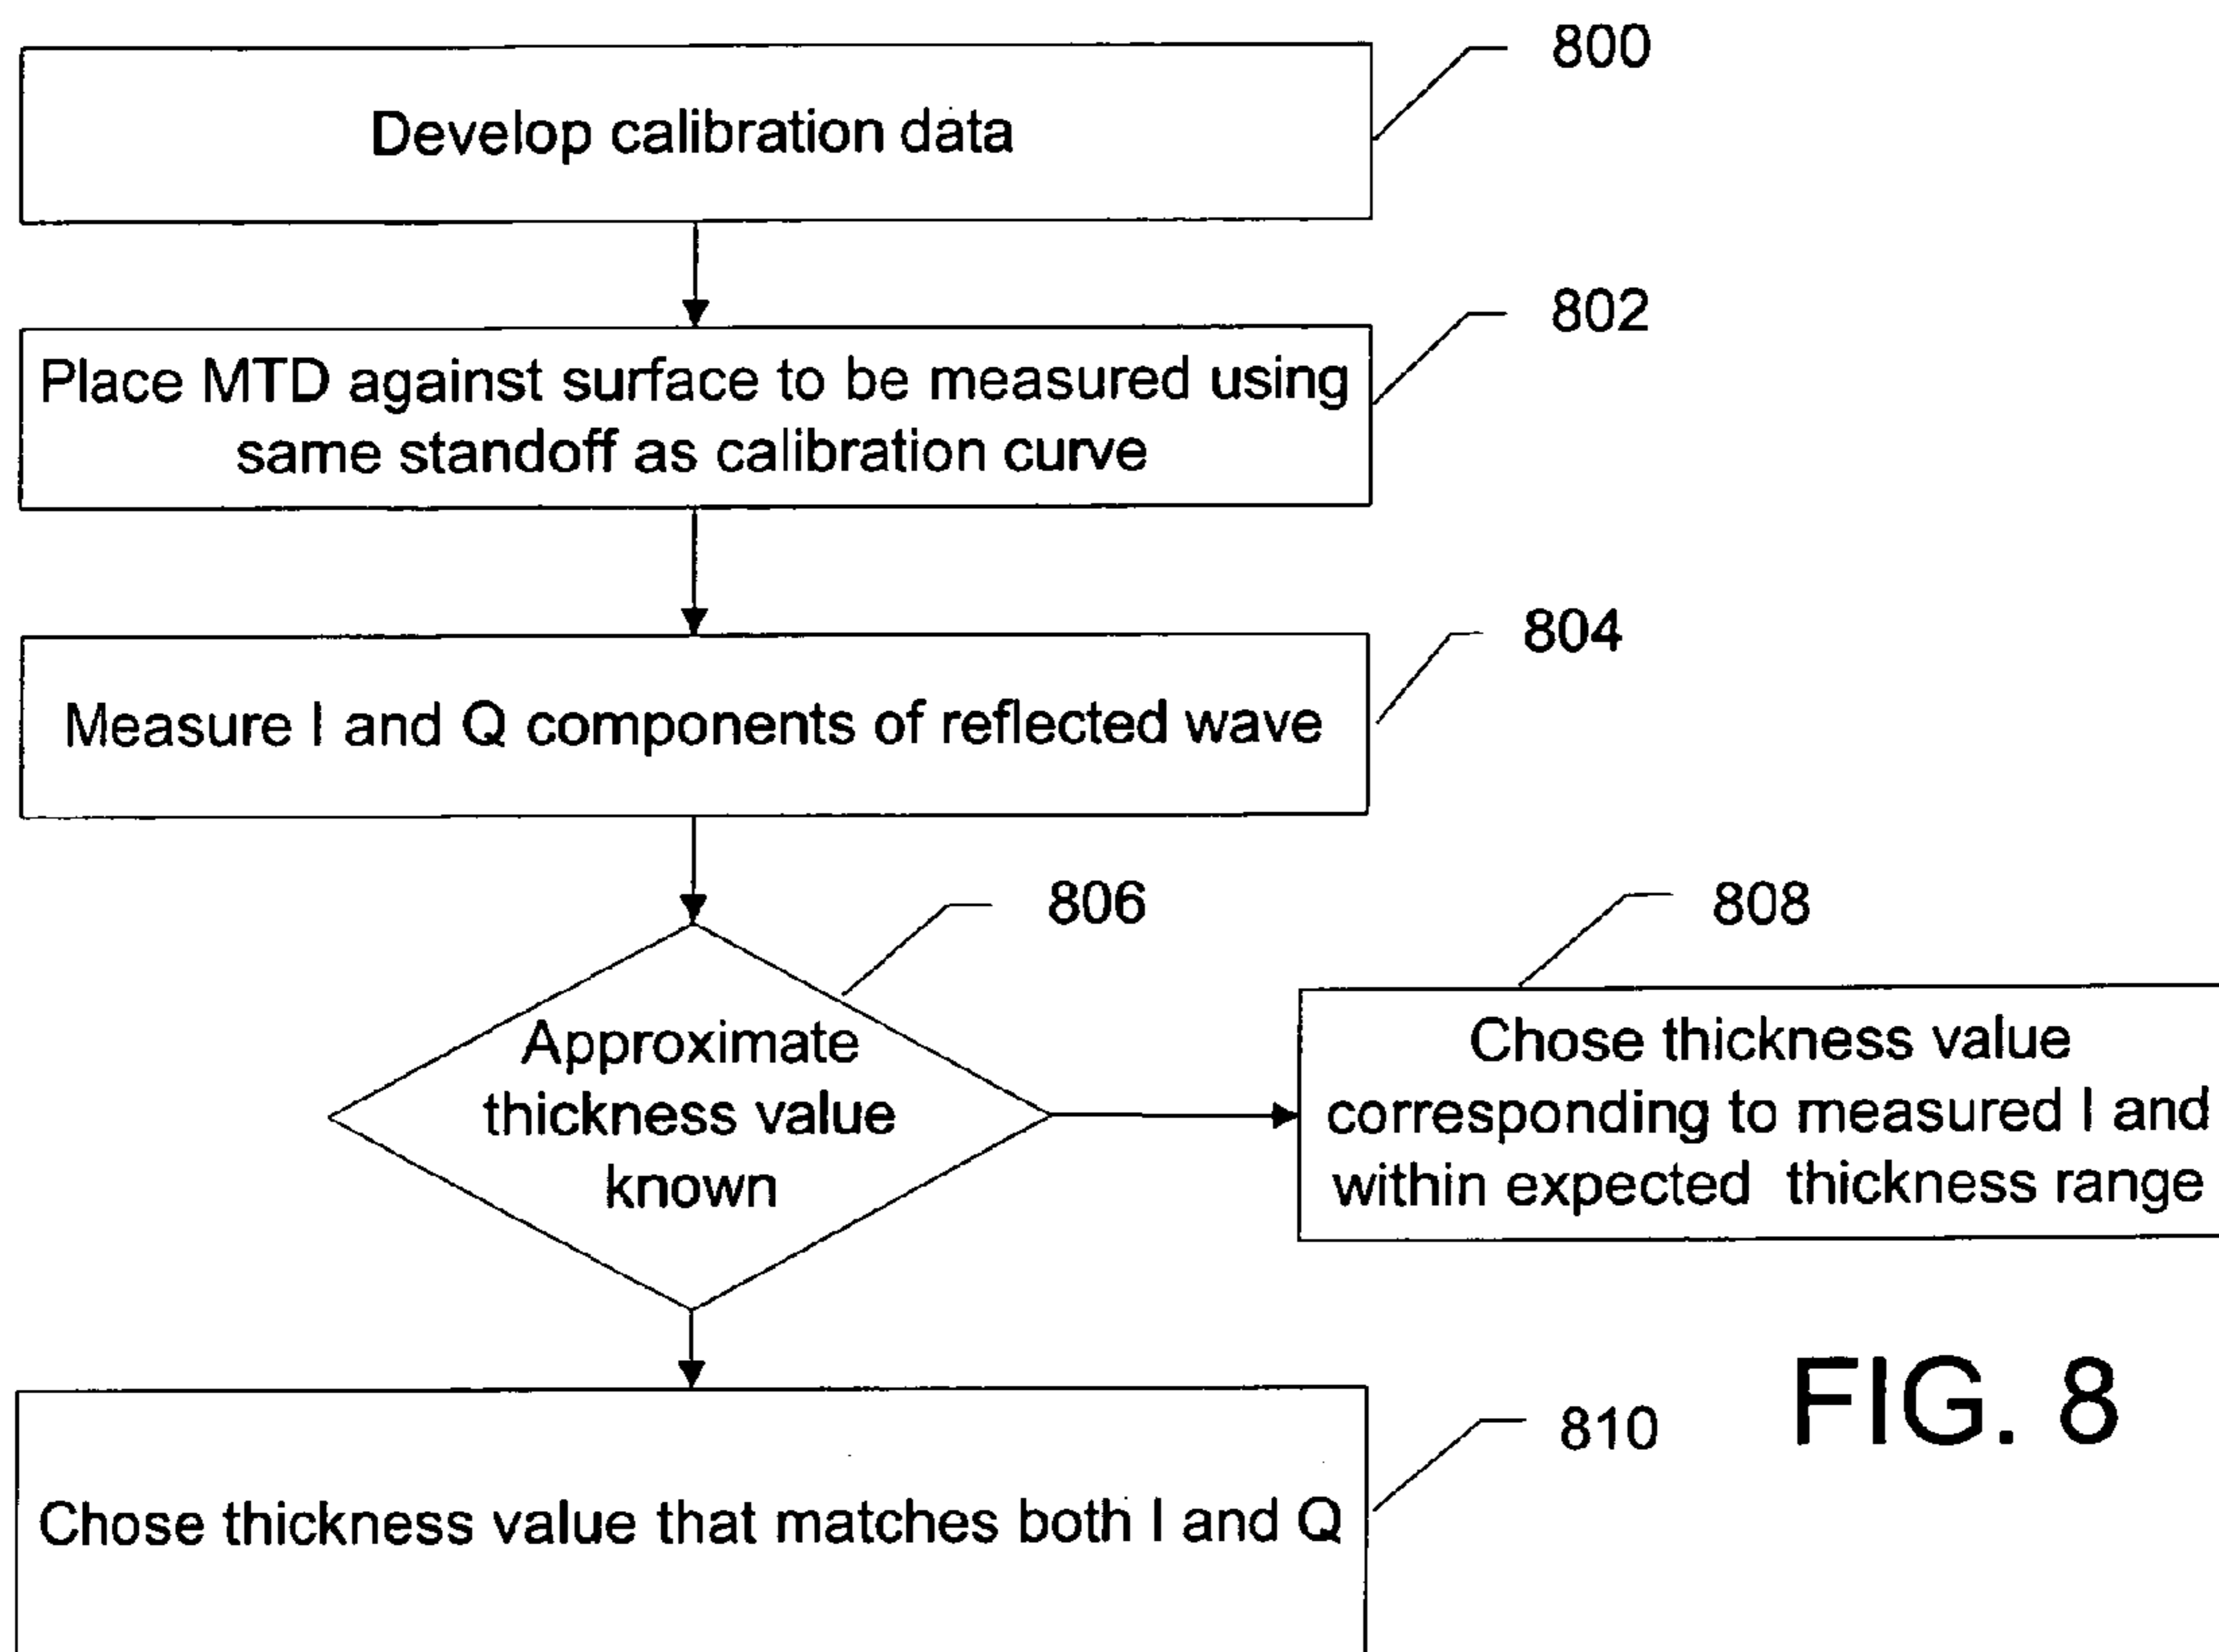 800
Develop calibration data
802
Place MTD against surface to be measured using
same standoff as calibration curve
804
Measure I and Q components of reflected wave
806
808
Approximate
thickness value
known
Chose thickness value
corresponding to measured I and
within expected thickness range
FIG. 8
810
Chose thickness value that matches both I and Q